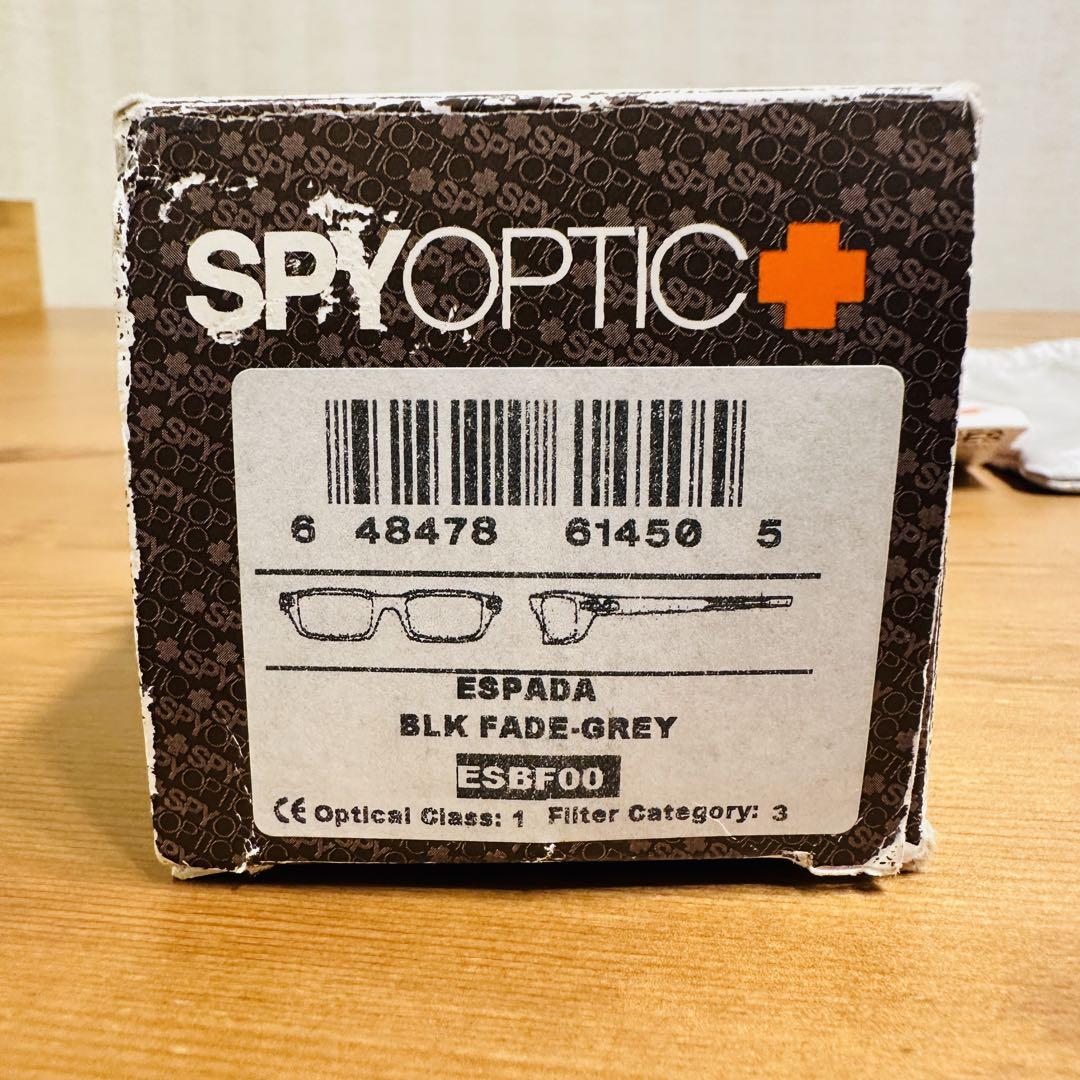 SPYOPTIC
6 48478 61450 5
ESPADA
BLK FADE-GREY
ESBF00
CE Optical Class: 1 Filter Category: 3